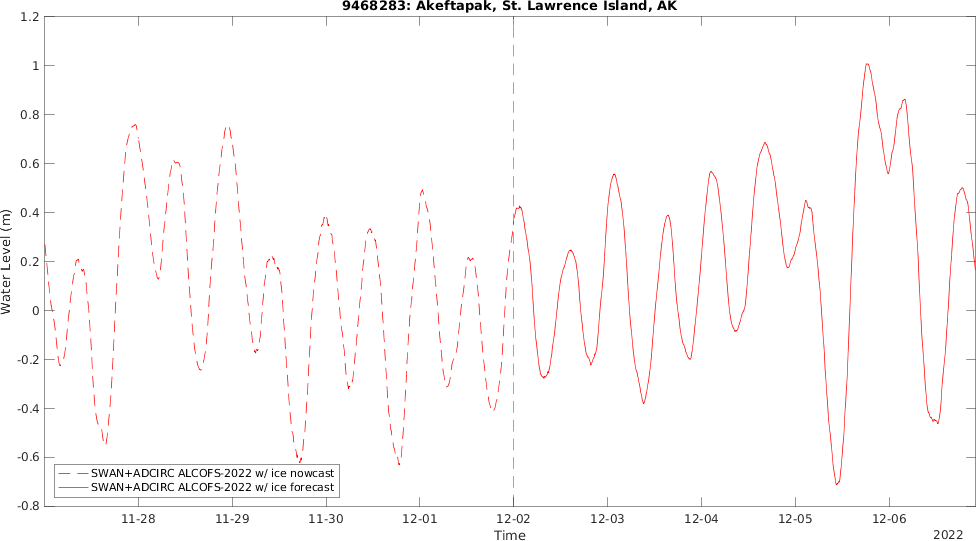 9468283: Akeftapak, St. Lawrence Island, AK
1.2
1
0.8
0.6
0.4
0.2
0
-0.2
-0.4
-0.6
-0.8
Water Level (m)
SWAN+ADCIRC ALCOFS-2022 w/ ice nowcast
SWAN+ADCIRC ALCOFS-2022 w/ ice forecast
11-28 11-29 11-30 12-01 12-02 12-03 12-04 12-05 12-06
Time
2022